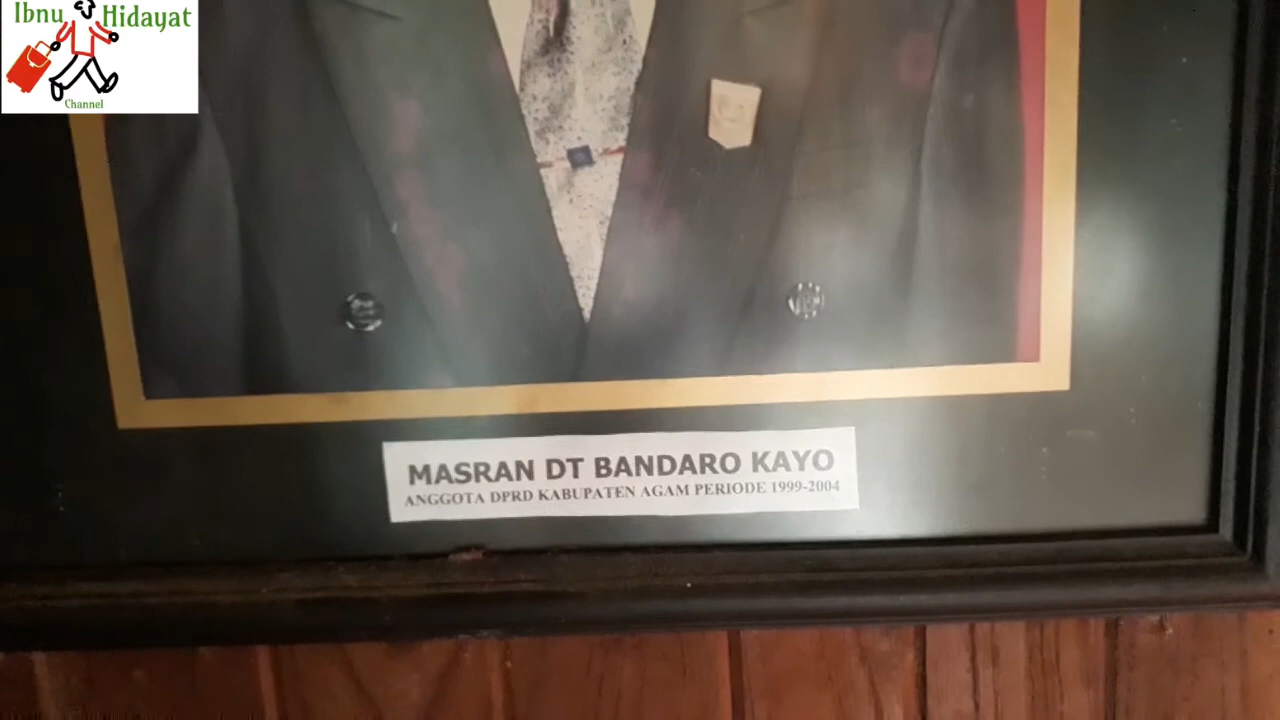 Ibnu Hidayat
Channel
MASRAN DT BANDARO KAYO
ANGGOTA DPRD KABUPATEN AGAM PERIODE 1999-2004